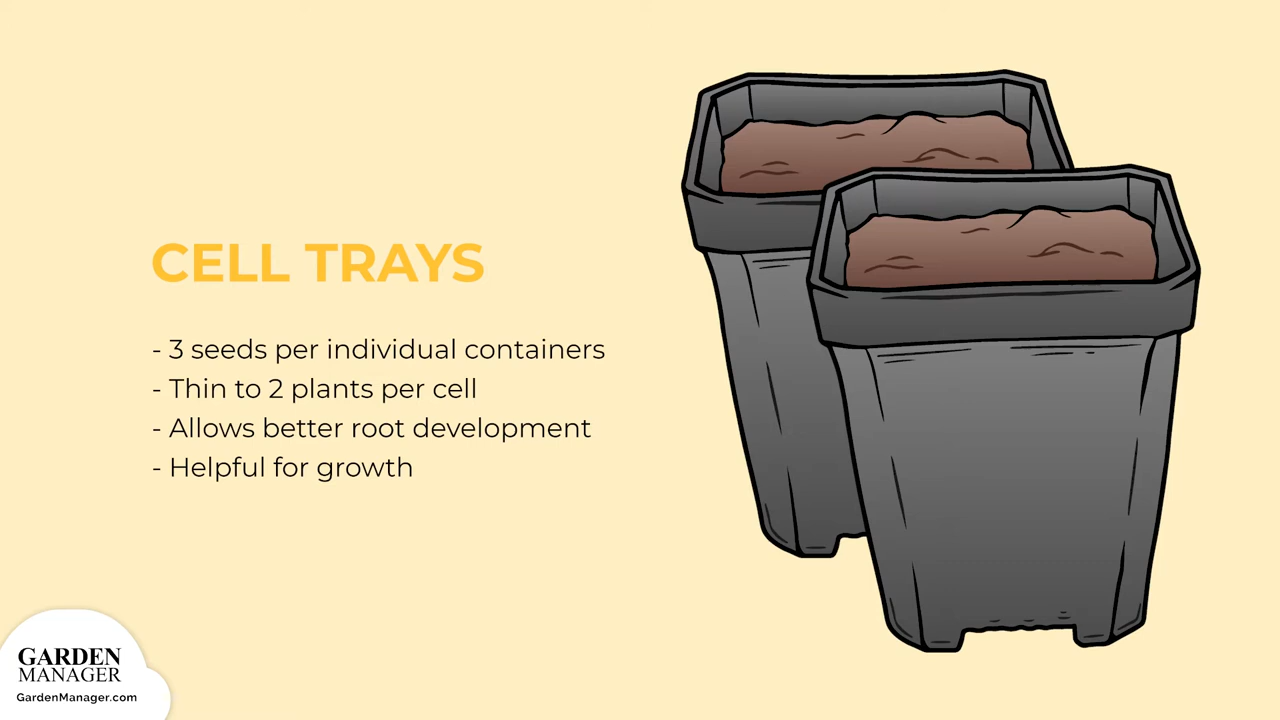 CELL TRAYS
- 3 seeds per individual containers
- Thin to 2 plants per cell
- Allows better root development
- Helpful for growth
GARDEN
MANAGER
GardenManager.com